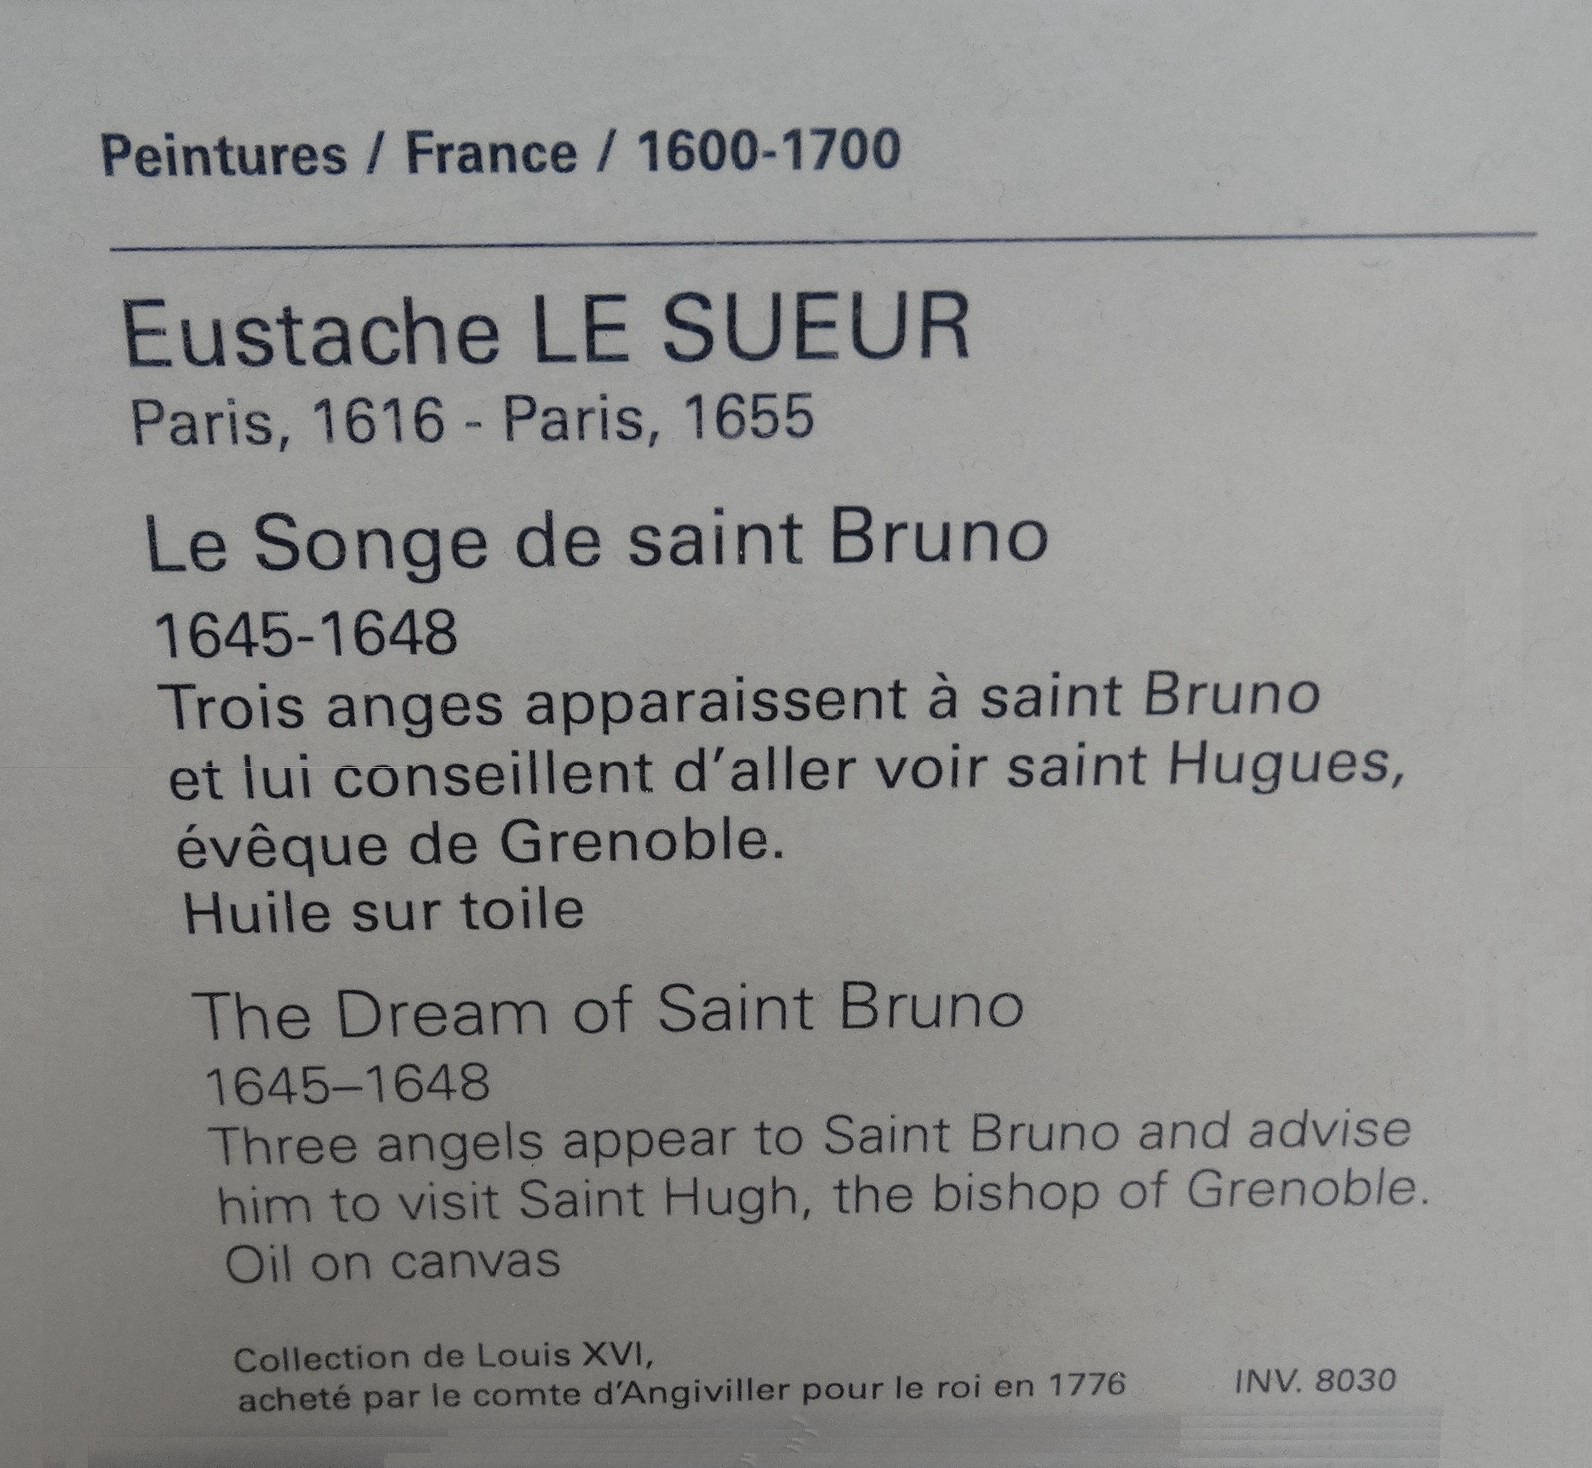 Peintures / France / 1600-1700
Eustache LE SUEUR
Paris, 1616 - Paris, 1655
Le Songe de saint Bruno
1645-1648
Trois anges apparaissent à saint Bruno
et lui conseillent d'aller voir saint Hugues,
évêque de Grenoble.
Huile sur toile
The Dream of Saint Bruno
1645–1648
Three angels appear to Saint Bruno and advise
him to visit Saint Hugh, the bishop of Grenoble.
Oil on canvas
Collection de Louis XVI,
acheté par le comte d'Angiviller pour le roi en 1776 INV. 8030